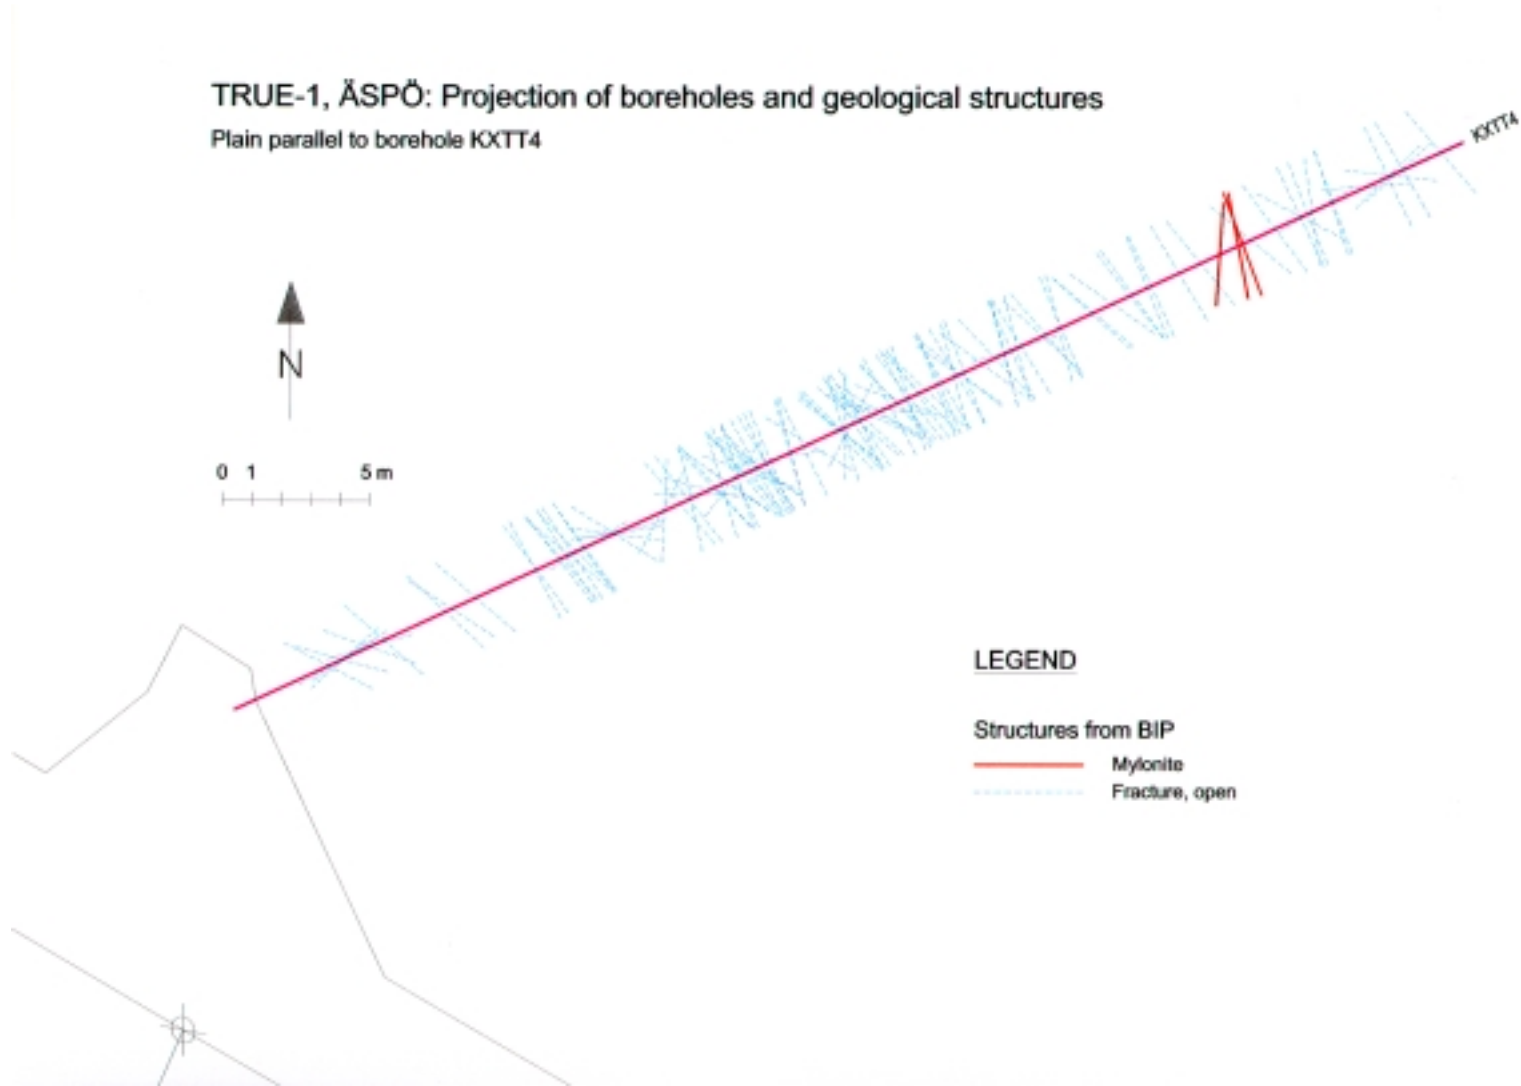 TRUE-1, ÄSPÖ: Projection of boreholes and geological structures
Plain parallel to borehole KXTT4
KXTT4
N
0 1 5 m
LEGEND
Structures from BIP
Mylonite
Fracture, open